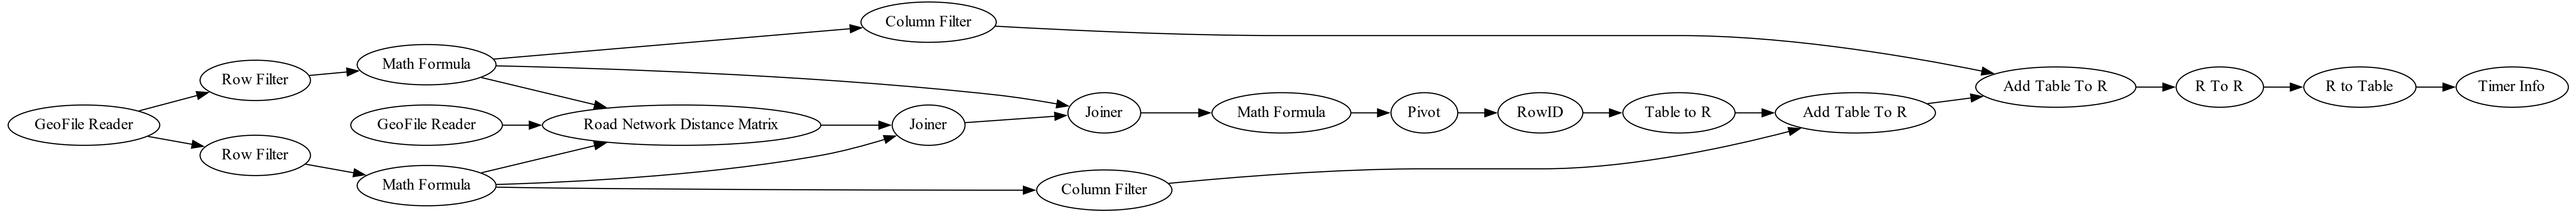 GeoFile Reader
Row Filter
Row Filter
Math Formula
GeoFile Reader
Math Formula
Road Network Distance Matrix
Column Filter
Joiner
Joiner
Column Filter
Math Formula
Pivot
RowID
Table to R
Add Table To R
Add Table To R
R To R
R to Table
Timer Info